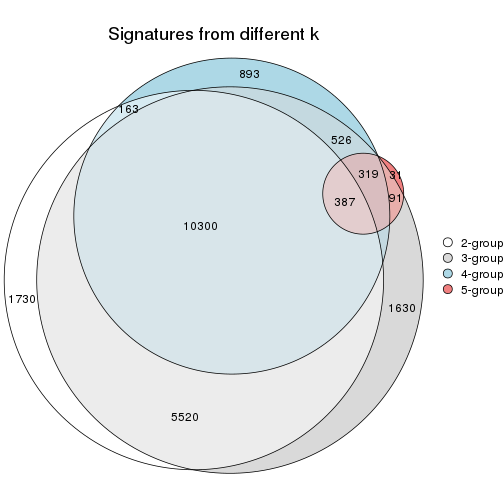 Signatures from different k
893
163
526
319
31
387
91
10300
1730
1630
5520
2-group
3-group
4-group
5-group